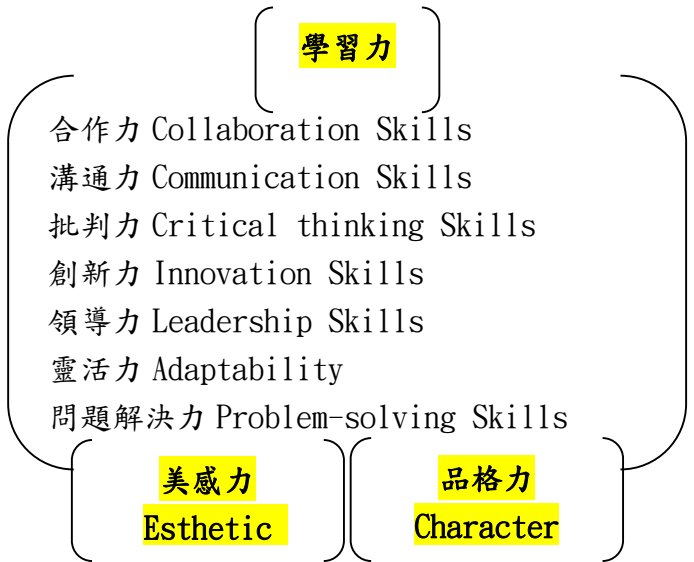 學習力
合作力 Collaboration Skills
溝通力 Communication Skills
批判力 Critical thinking Skills
創新力 Innovation Skills
領導力 Leadership Skills
靈活力 Adaptability
問題解決力 Problem-solving Skills
美感力
Esthetic
品格力
Character